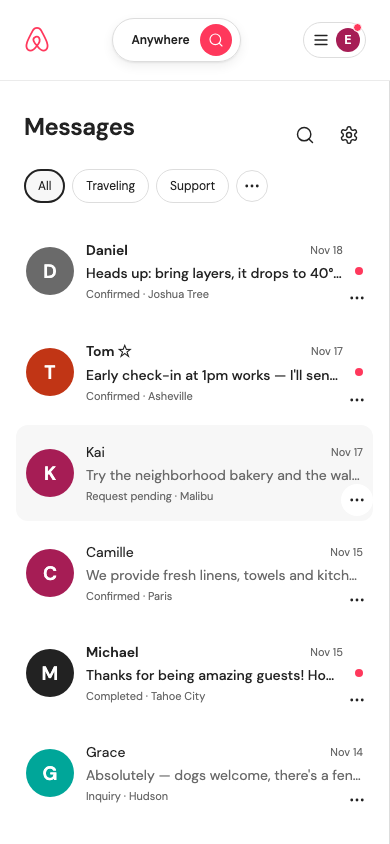 Anywhere
E
Messages
All
Traveling
Support
D
Daniel
Nov 18
Heads up: bring layers, it drops to 40°...
Confirmed · Joshua Tree
T
Tom ☆
Nov 17
Early check-in at 1pm works — I'll sen...
Confirmed · Asheville
K
Kai
Nov 17
Try the neighborhood bakery and the wal...
Request pending · Malibu
C
Camille
Nov 15
We provide fresh linens, towels and kitch...
Confirmed · Paris
M
Michael
Nov 15
Thanks for being amazing guests! Ho...
Completed · Tahoe City
G
Grace
Nov 14
Absolutely — dogs welcome, there's a fen...
Inquiry · Hudson